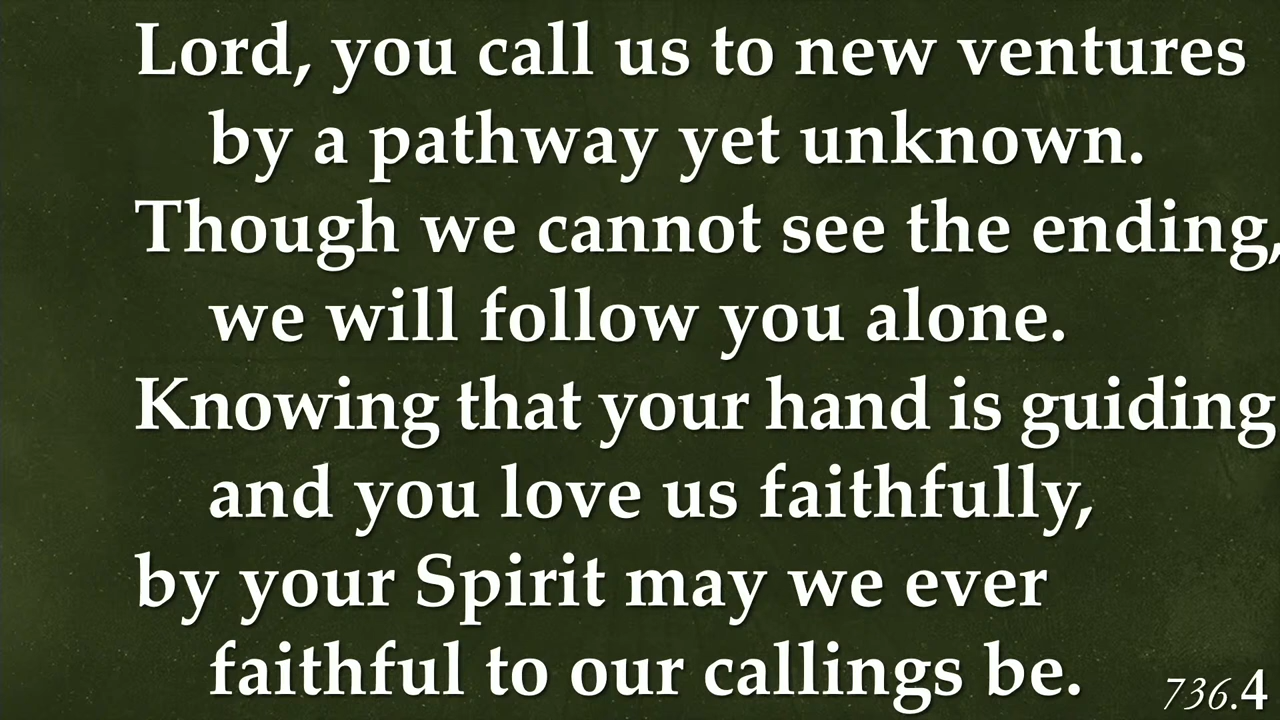 Lord, you call us to new ventures
by a pathway yet unknown.
Though we cannot see the ending,
we will follow you alone.
Knowing that your hand is guiding
and you love us faithfully,
by your Spirit may we ever
faithful to our callings be.
736.4